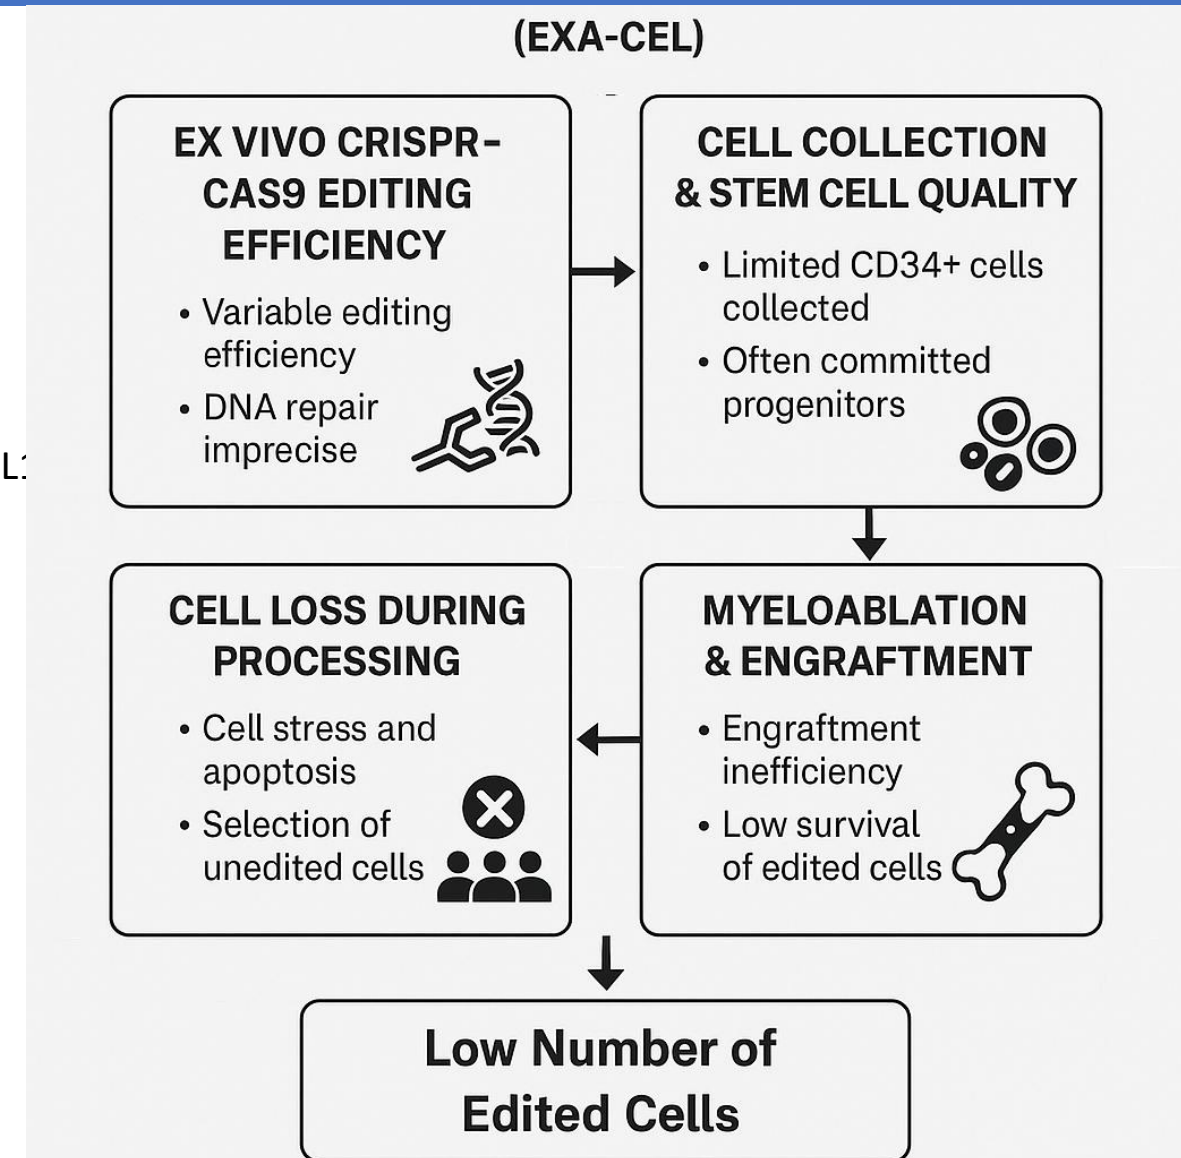 (EXA-CEL)
EX VIVO CRISPR-
CAS9 EDITING
EFFICIENCY
• Variable editing
efficiency
• DNA repair
imprecise
CELL COLLECTION
& STEM CELL QUALITY
• Limited CD34+ cells
collected
• Often committed
progenitors
MYELOABLATION
& ENGRAFTMENT
• Engraftment
inefficiency
• Low survival
of edited cells
CELL LOSS DURING
PROCESSING
• Cell stress and
apoptosis
• Selection of
unedited cells
Low Number of
Edited Cells